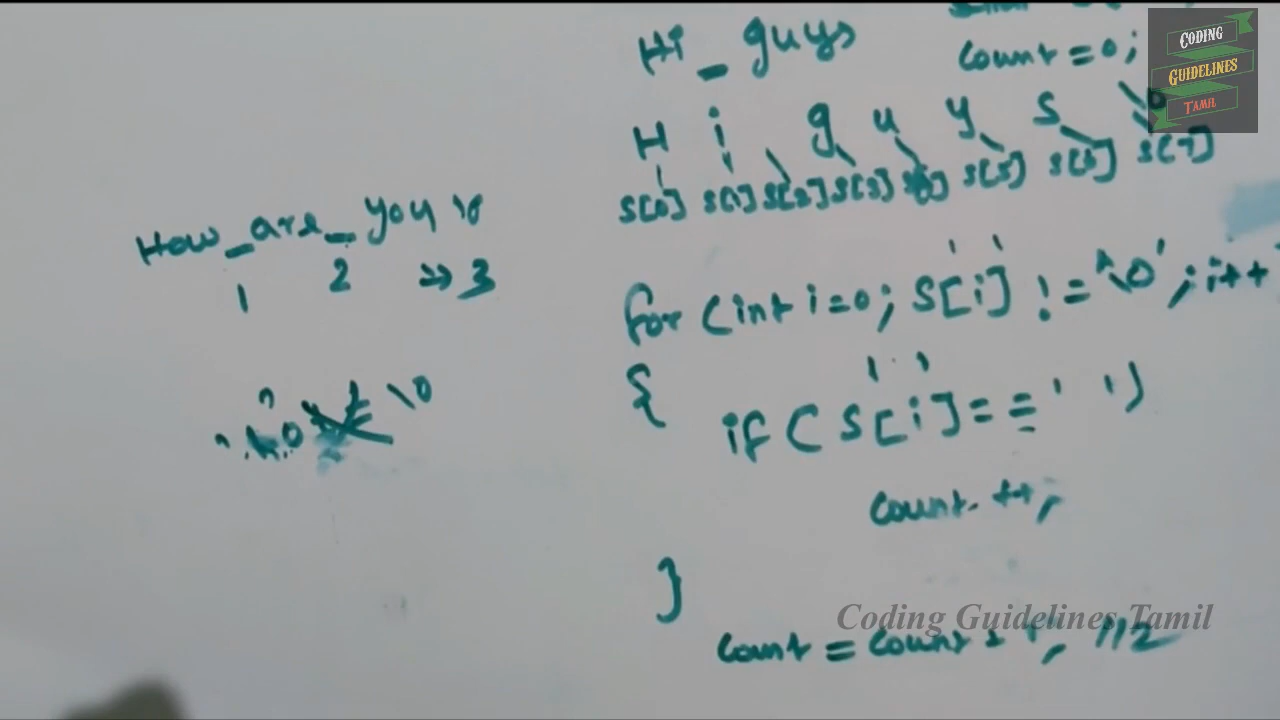 Hi_guys
count = 0;
CODING
GUIDELINES
TAMIL
H i g u y s \0
S[0] S[1] S[2] S[3] S[5] S[6] S[7]
How_are_you \0
1 2 => 3
for (int i=0; S[i] != '\0'; i++
{
if ( S[i] == ' ' )
\0
count ++;
}
Coding Guidelines Tamil
count = count + 1; //2